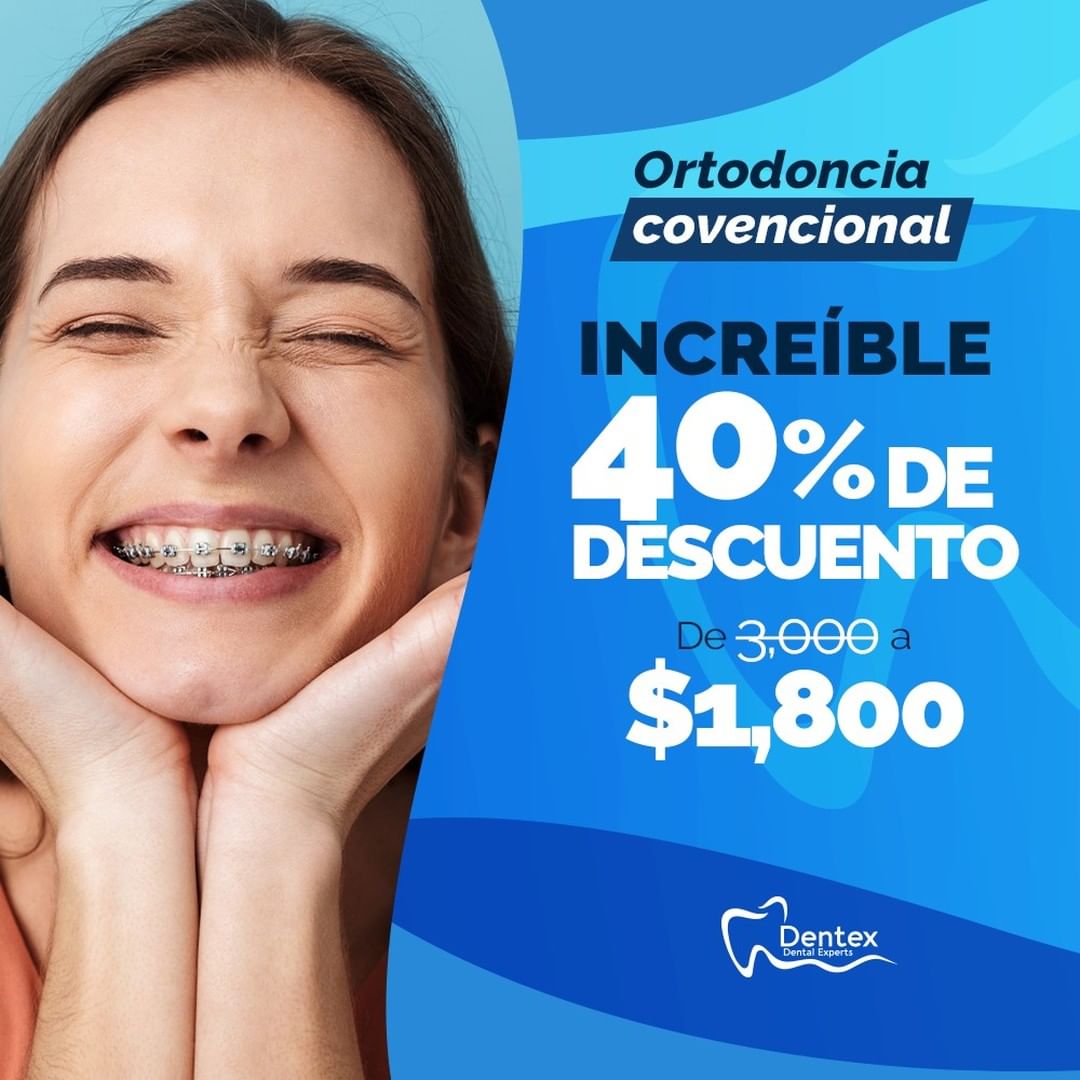 Ortodoncia
covencional
INCREÍBLE
40% DE
DESCUENTO
De 3,000 a
$1,800
Dentex
Dental Experts